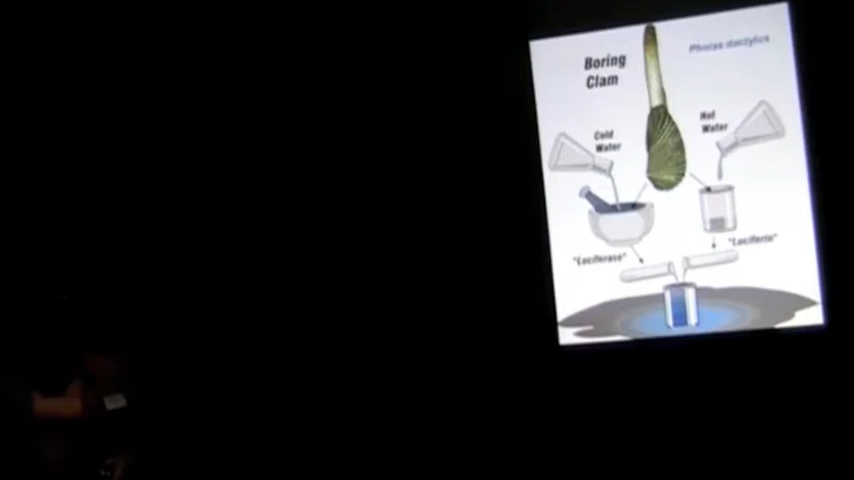 Boring
Clam
Pholas dactylus
Cold
Water
Hot
Water
"Luciferase"
"Luciferin"